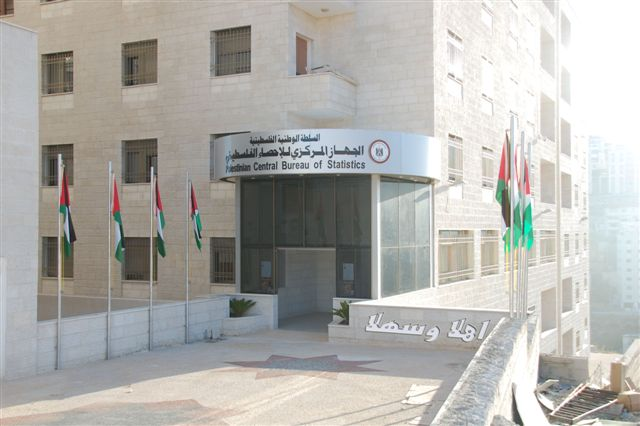 السلطة الوطنية الفلسطينية
الجهاز المركزي للإحصاء الفلسطيني
Palestinian Central Bureau of Statistics
اهلا وسهلا